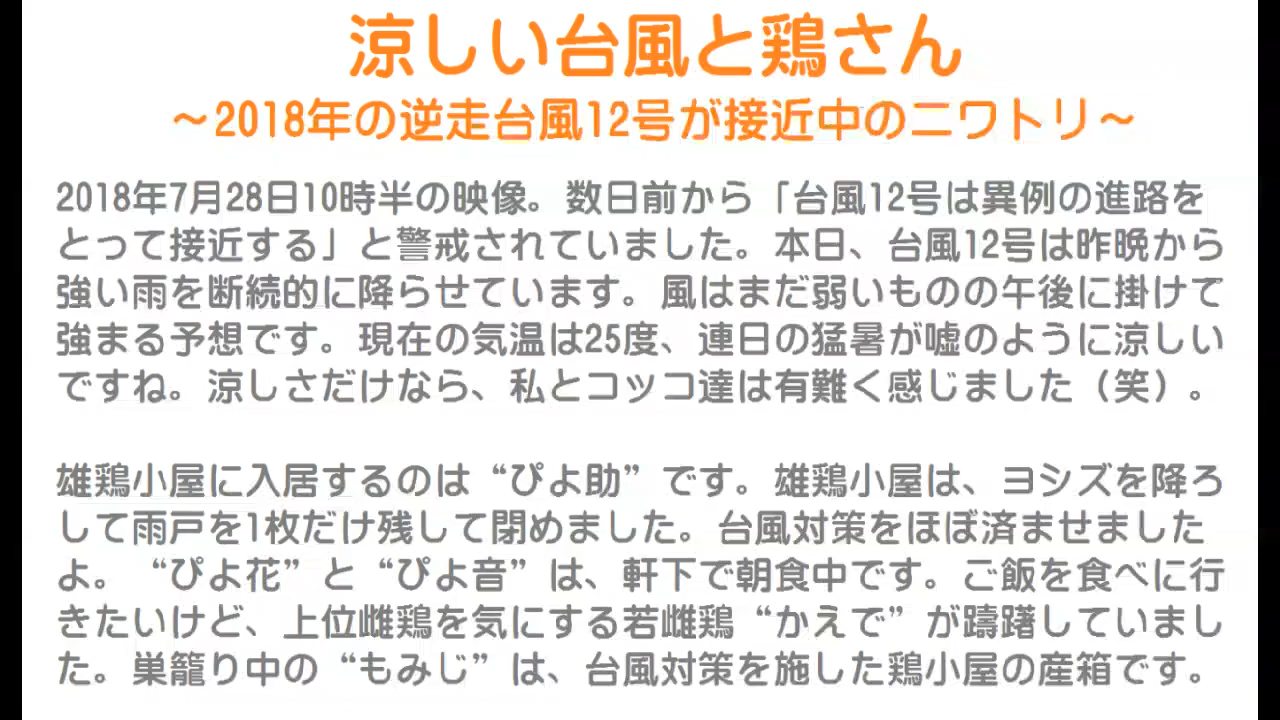 涼しい台風と鶏さん
～2018年の逆走台風12号が接近中のニワトリ～
2018年7月28日10時半の映像。数日前から「台風12号は異例の進路を
とって接近する」と警戒されていました。本日、台風12号は昨晩から
強い雨を断続的に降らせています。風はまだ弱いものの午後に掛けて
強まる予想です。現在の気温は25度、連日の猛暑が嘘のように涼しい
ですね。涼しさだけなら、私とコッコ達は有難く感じました（笑）。
雄鶏小屋に入居するのは“ぴよ助”です。雄鶏小屋は、ヨシズを降ろ
して雨戸を1枚だけ残して閉めました。台風対策をほぼ済ませました
よ。“ぴよ花”と“ぴよ音”は、軒下で朝食中です。ご飯を食べに行
きたいけど、上位雌鶏を気にする若雌鶏“かえで”が躊躇していまし
た。巣籠り中の“もみじ”は、台風対策を施した鶏小屋の産箱です。